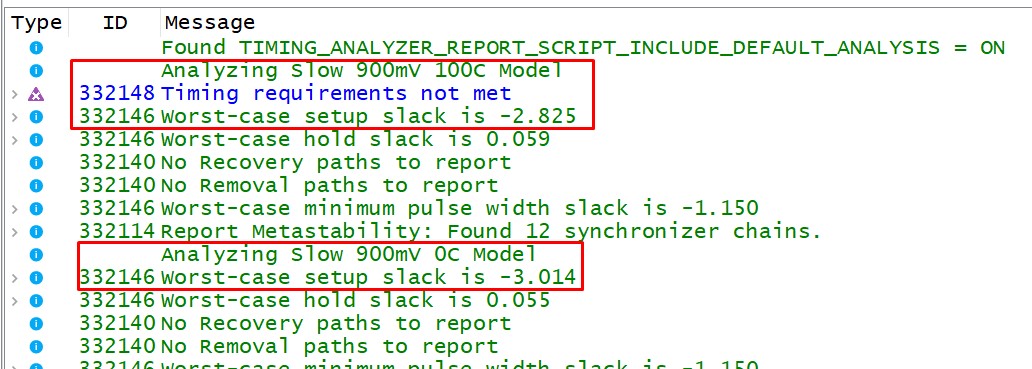 Type ID Message
Found TIMING_ANALYZER_REPORT_SCRIPT_INCLUDE_DEFAULT_ANALYSIS = ON
Analyzing Slow 900mV 100C Model
332148 Timing requirements not met
332146 Worst-case setup slack is -2.825
332146 Worst-case hold slack is 0.059
332140 No Recovery paths to report
332140 No Removal paths to report
332146 Worst-case minimum pulse width slack is -1.150
332114 Report Metastability: Found 12 synchronizer chains.
Analyzing Slow 900mV 0C Model
332146 Worst-case setup slack is -3.014
332146 Worst-case hold slack is 0.055
332140 No Recovery paths to report
332140 No Removal paths to report
332146 Worst-case minimum pulse width slack is -1.150